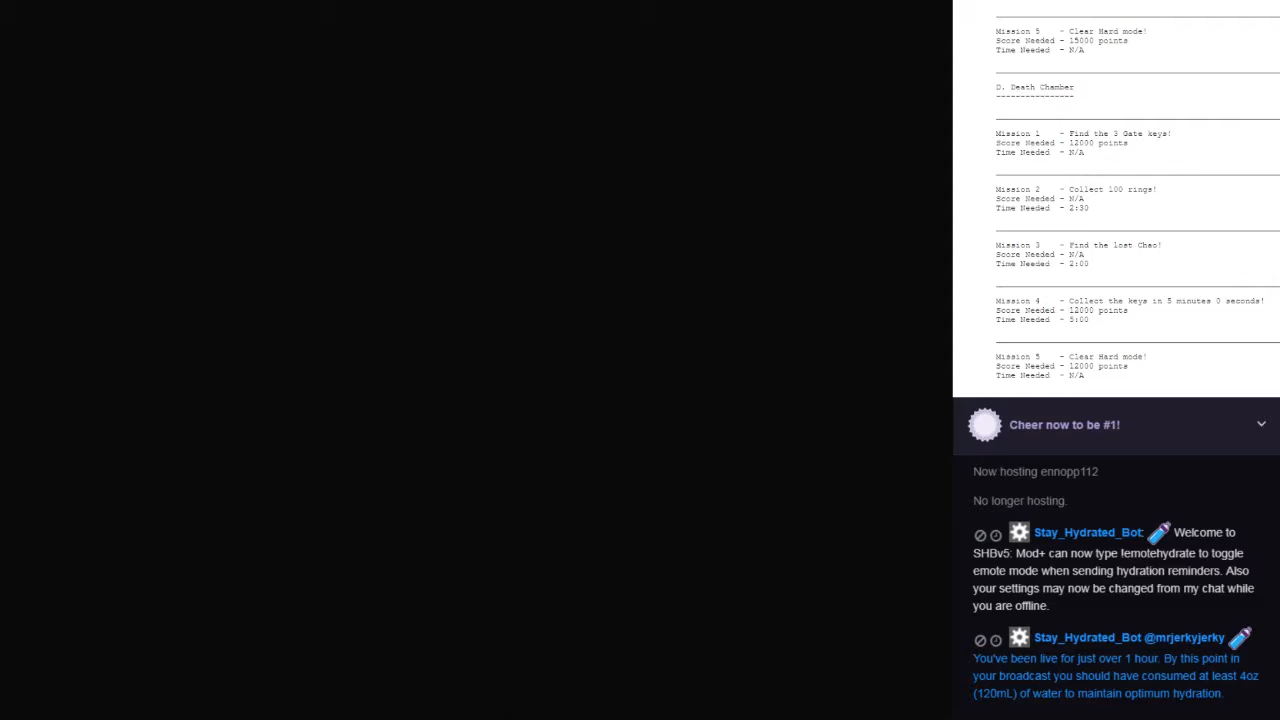 Mission 5    - Clear Hard mode!
Score Needed - 15000 points
Time Needed  - N/A
D. Death Chamber
----------------
Mission 1    - Find the 3 Gate keys!
Score Needed - 12000 points
Time Needed  - N/A
Mission 2    - Collect 100 rings!
Score Needed - N/A
Time Needed  - 2:30
Mission 3    - Find the lost Chao!
Score Needed - N/A
Time Needed  - 2:00
Mission 4    - Collect the keys in 5 minutes 0 seconds!
Score Needed - 12000 points
Time Needed  - 5:00
Mission 5    - Clear Hard mode!
Score Needed - 12000 points
Time Needed  - N/A
Cheer now to be #1!
Now hosting ennopp112
No longer hosting.
Stay_Hydrated_Bot: Welcome to
SHBv5: Mod+ can now type !emotehydrate to toggle
emote mode when sending hydration reminders. Also
your settings may now be changed from my chat while
you are offline.
Stay_Hydrated_Bot @mrjerkyjerky
You've been live for just over 1 hour. By this point in
your broadcast you should have consumed at least 4oz
(120mL) of water to maintain optimum hydration.